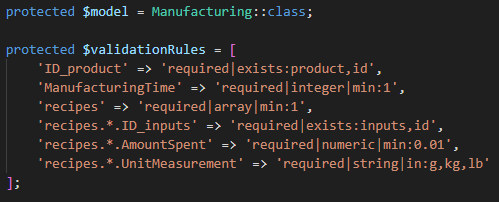 protected $model = Manufacturing::class;
protected $validationRules = [
'ID_product' => 'required|exists:product,id',
'ManufacturingTime' => 'required|integer|min:1',
'recipes' => 'required|array|min:1',
'recipes.*.ID_inputs' => 'required|exists:inputs,id',
'recipes.*.AmountSpent' => 'required|numeric|min:0.01',
'recipes.*.UnitMeasurement' => 'required|string|in:g,kg,lb'
];